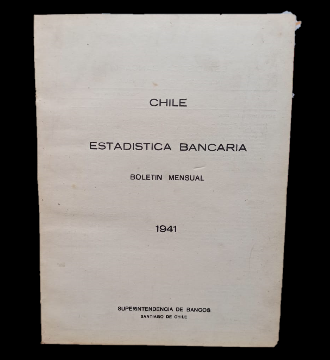 CHILE
ESTADISTICA BANCARIA
BOLETIN MENSUAL
1941
SUPERINTENDENCIA DE BANCOS
SANTIAGO DE CHILE